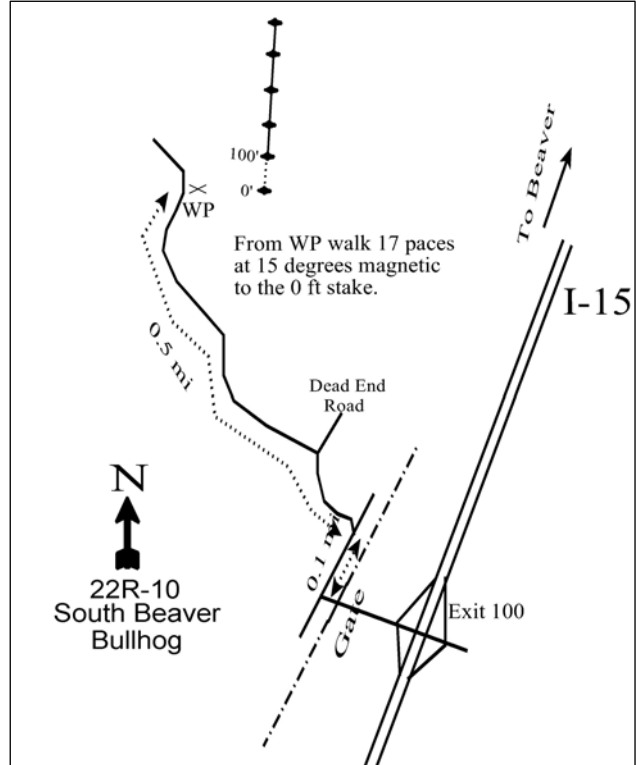 To Beaver
100'
0'
WP
From WP walk 17 paces
at 15 degrees magnetic
to the 0 ft stake.
I-15
0.5 mi
Dead End
Road
N
0.1 mi
22R-10
South Beaver
Bullhog
Gate
Exit 100